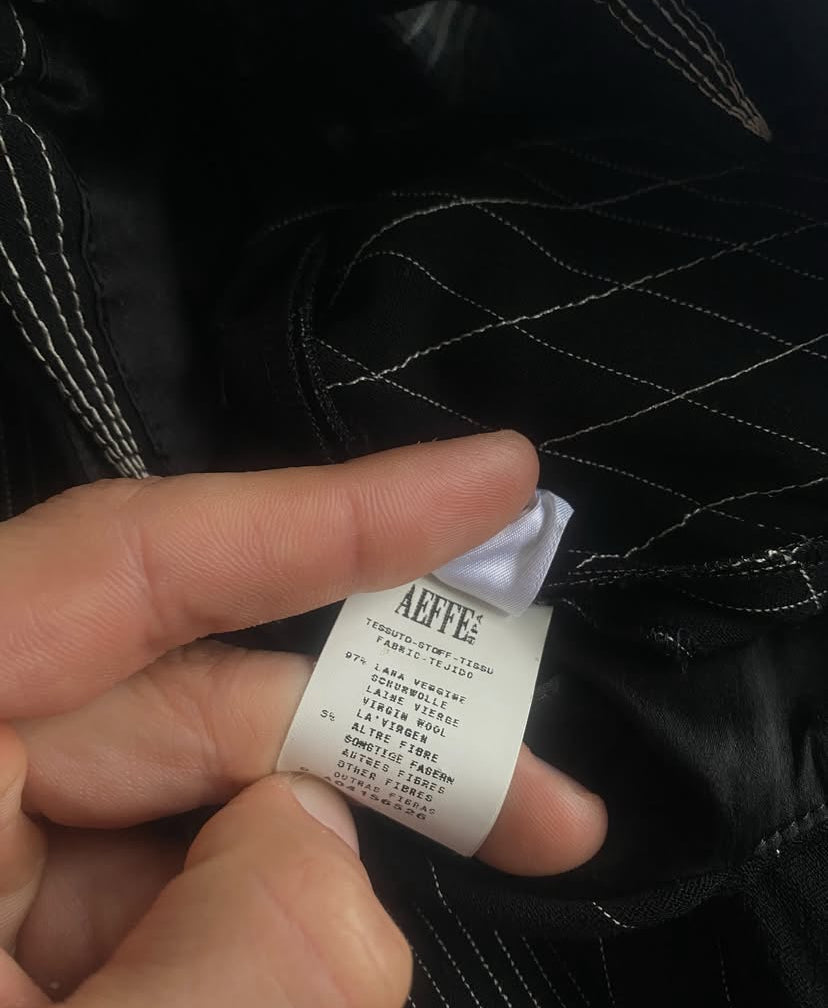 AEFFE SPA
TESSUTO-STOFF-TISSU
FABRIC-TEJIDO
97% LANA VERGINE
SCHURWOLLE
LAINE VIERGE
VIRGIN WOOL
LA'VIRGEN
ALTRE FIBRE
SONSTIGE FASERN
AUTRES FIBRES
OTHER FIBRES
OUTRAS FIBRAS